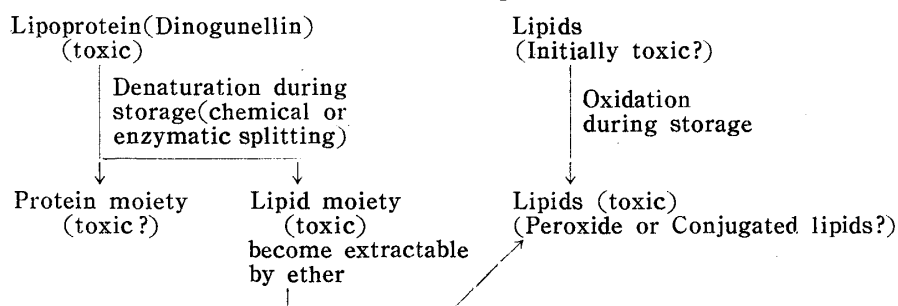 Lipoprotein(Dinogunellin)
(toxic)
Denaturation during
storage(chemical or
enzymatic splitting)
Protein moiety
(toxic?)
Lipid moiety
(toxic)
become extractable
by ether
Lipids
(Initially toxic?)
Oxidation
during storage
Lipids (toxic)
(Peroxide or Conjugated lipids?)